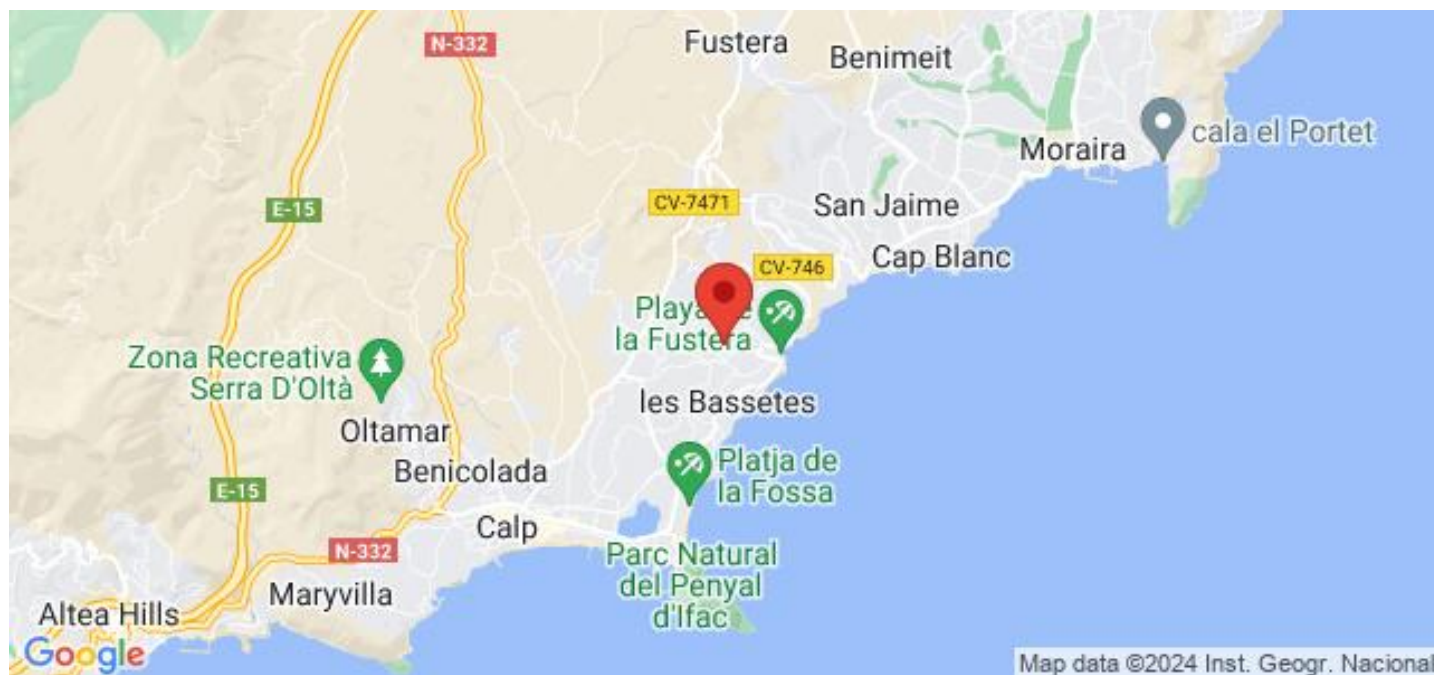 N-332
Fustera
Benimeit
cala el Portet
Moraira
E-15
CV-7471
San Jaime
Cap Blanc
CV-746
Playa de
la Fustera
Zona Recreativa
Serra D'Oltà
les Bassetes
Oltamar
Benicolada
Platja de
la Fossa
E-15
Calp
N-332
Parc Natural
del Penyal
d'Ifac
Maryvilla
Altea Hills
Google
Map data ©2024 Inst. Geogr. Nacional